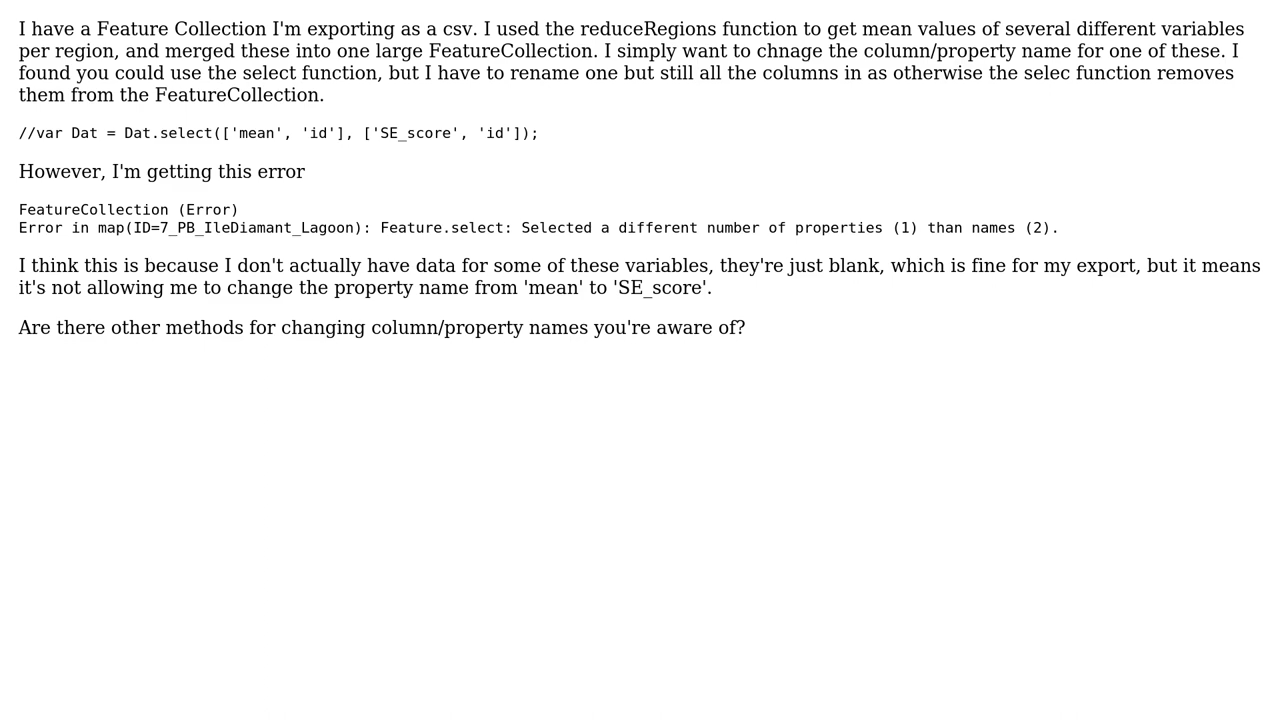 I have a Feature Collection I'm exporting as a csv. I used the reduceRegions function to get mean values of several different variables
per region, and merged these into one large FeatureCollection. I simply want to chnage the column/property name for one of these. I
found you could use the select function, but I have to rename one but still all the columns in as otherwise the selec function removes
them from the FeatureCollection.
//var Dat = Dat.select(['mean', 'id'], ['SE_score', 'id']);
However, I'm getting this error
FeatureCollection (Error)
Error in map(ID=7_PB_IleDiamant_Lagoon): Feature.select: Selected a different number of properties (1) than names (2).
I think this is because I don't actually have data for some of these variables, they're just blank, which is fine for my export, but it means
it's not allowing me to change the property name from 'mean' to 'SE_score'.
Are there other methods for changing column/property names you're aware of?